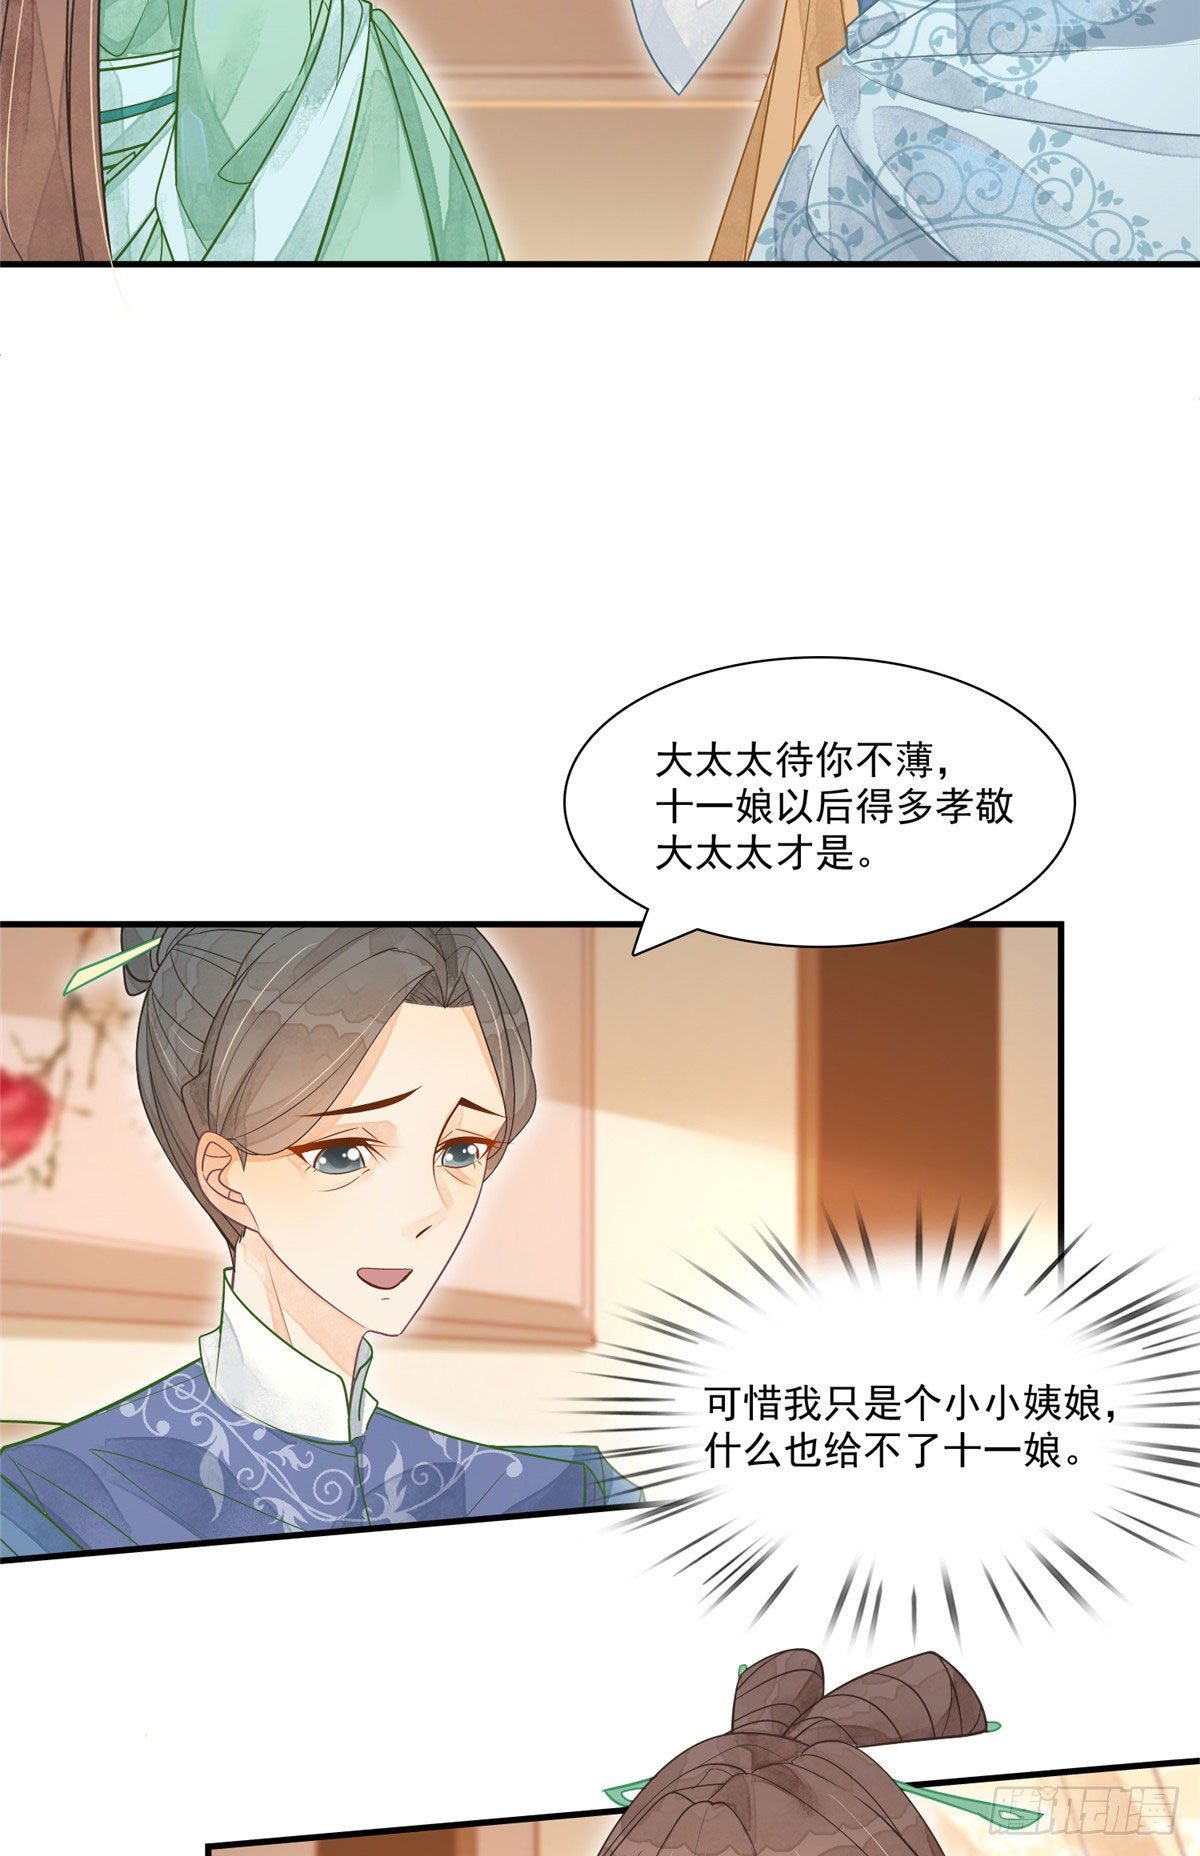 大太太待你不薄，
十一娘以后得多孝敬
大太太才是。
可惜我只是个小小姨娘，
什么也给不了十一娘。
腾讯动漫